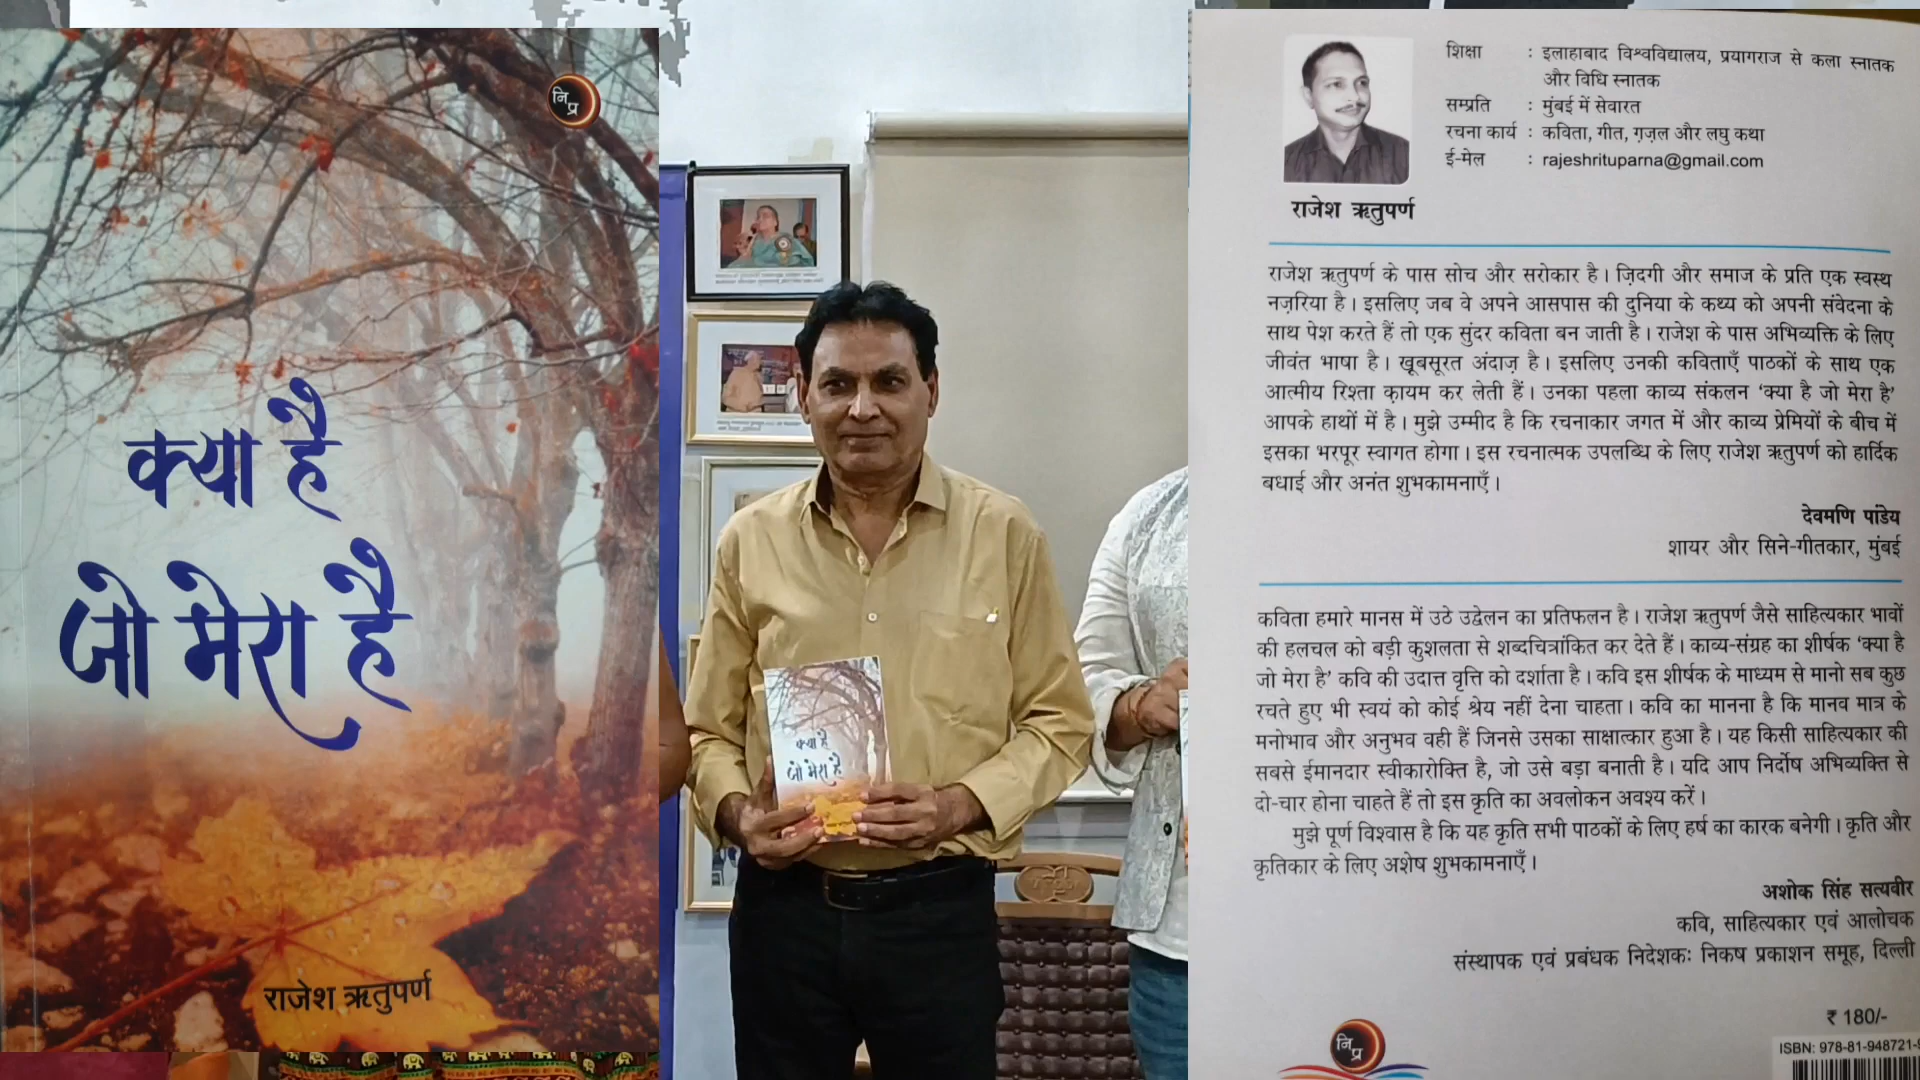 नि
प्र
क्या है
जो मेरा है
राजेश ऋतुपर्ण
क्या है
जो मेरा है
शिक्षा : इलाहाबाद विश्वविद्यालय, प्रयागराज से कला स्नातक
और विधि स्नातक
सम्प्रति : मुंबई में सेवारत
रचना कार्य : कविता, गीत, ग़ज़ल और लघु कथा
ई-मेल : rajeshrituparna@gmail.com
राजेश ऋतुपर्ण
राजेश ऋतुपर्ण के पास सोच और सरोकार है। ज़िदगी और समाज के प्रति एक स्वस्थ
नज़रिया है। इसलिए जब वे अपने आसपास की दुनिया के कथ्य को अपनी संवेदना के
साथ पेश करते हैं तो एक सुंदर कविता बन जाती है। राजेश के पास अभिव्यक्ति के लिए
जीवंत भाषा है। खूबसूरत अंदाज़ है। इसलिए उनकी कविताएँ पाठकों के साथ एक
आत्मीय रिश्ता क़ायम कर लेती हैं। उनका पहला काव्य संकलन ‘क्या है जो मेरा है’
आपके हाथों में है। मुझे उम्मीद है कि रचनाकार जगत में और काव्य प्रेमियों के बीच में
इसका भरपूर स्वागत होगा। इस रचनात्मक उपलब्धि के लिए राजेश ऋतुपर्ण को हार्दिक
बधाई और अनंत शुभकामनाएँ।
देवमणि पांडेय
शायर और सिने-गीतकार, मुंबई
कविता हमारे मानस में उठे उद्वेलन का प्रतिफलन है। राजेश ऋतुपर्ण जैसे साहित्यकार भावों
की हलचल को बड़ी कुशलता से शब्दचित्रांकित कर देते हैं। काव्य-संग्रह का शीर्षक ‘क्या है
जो मेरा है’ कवि की उदात्त वृत्ति को दर्शाता है। कवि इस शीर्षक के माध्यम से मानो सब कुछ
रचते हुए भी स्वयं को कोई श्रेय नहीं देना चाहता। कवि का मानना है कि मानव मात्र के
मनोभाव और अनुभव वही हैं जिनसे उसका साक्षात्कार हुआ है। यह किसी साहित्यकार की
सबसे ईमानदार स्वीकारोक्ति है, जो उसे बड़ा बनाती है। यदि आप निर्दोष अभिव्यक्ति से
दो-चार होना चाहते हैं तो इस कृति का अवलोकन अवश्य करें।
मुझे पूर्ण विश्वास है कि यह कृति सभी पाठकों के लिए हर्ष का कारक बनेगी। कृति और
कृतिकार के लिए अशेष शुभकामनाएँ।
अशोक सिंह सत्यवीर
कवि, साहित्यकार एवं आलोचक
संस्थापक एवं प्रबंधक निदेशकः निकष प्रकाशन समूह, दिल्ली
₹ 180/-
ISBN: 978-81-948721-9
नि
प्र